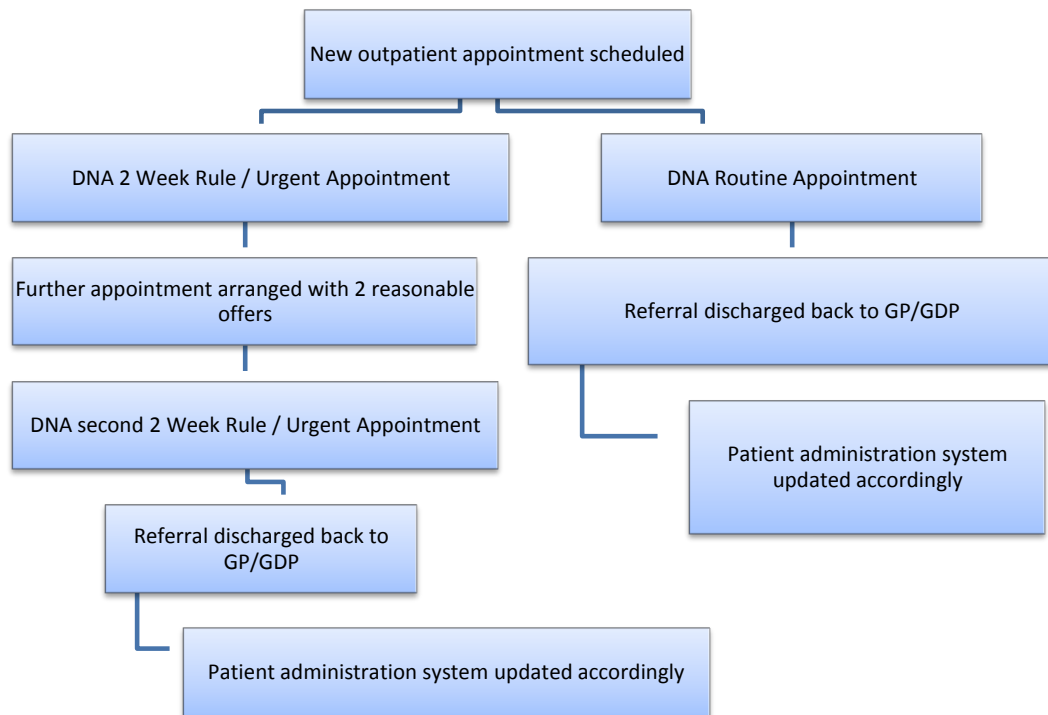 New outpatient appointment scheduled
DNA 2 Week Rule / Urgent Appointment
DNA Routine Appointment
Further appointment arranged with 2 reasonable
offers
Referral discharged back to GP/GDP
DNA second 2 Week Rule / Urgent Appointment
Patient administration system
updated accordingly
Referral discharged back to
GP/GDP
Patient administration system updated accordingly